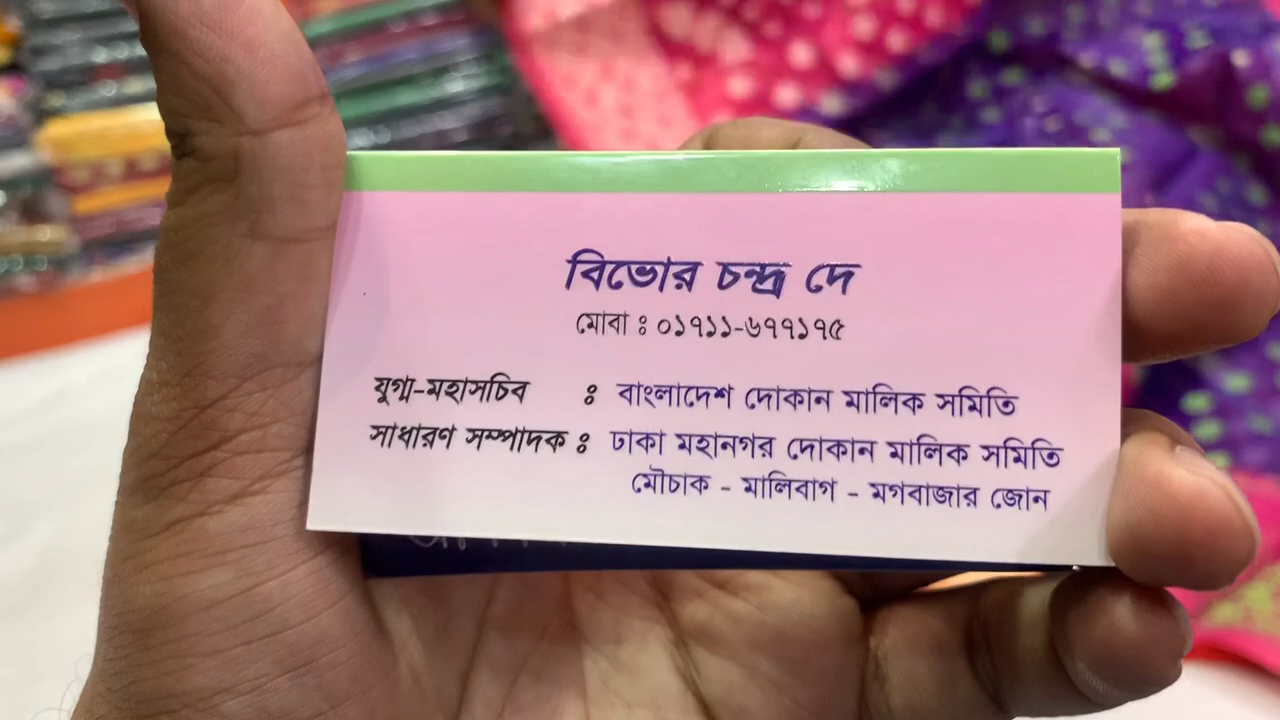 বিভোর চন্দ্র দে
মোবা : ০১৭১১-৬৭৭১৭৫
যুগ্ম-মহাসচিব : বাংলাদেশ দোকান মালিক সমিতি
সাধারণ সম্পাদক : ঢাকা মহানগর দোকান মালিক সমিতি
মৌচাক - মালিবাগ - মগবাজার জোন